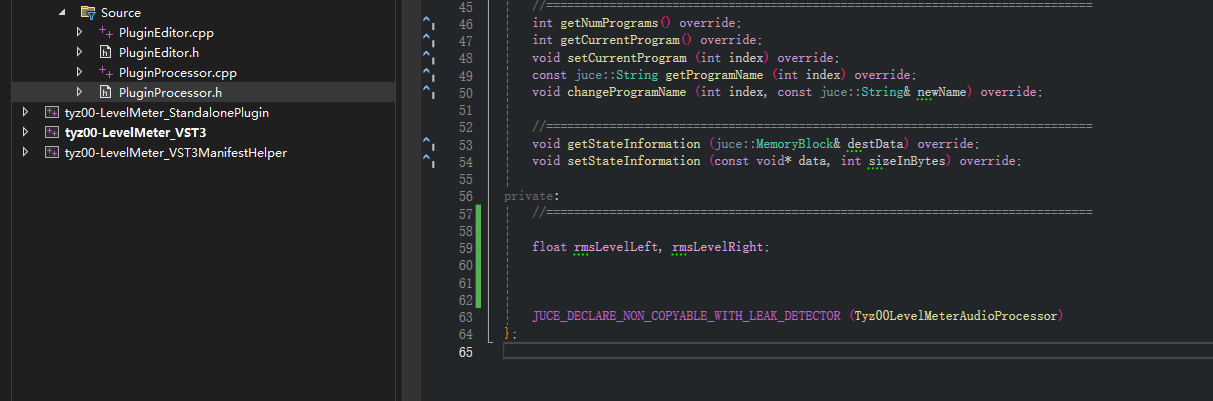 Source
PluginEditor.cpp
PluginEditor.h
PluginProcessor.cpp
PluginProcessor.h
tyz00-LevelMeter_StandalonePlugin
tyz00-LevelMeter_VST3
tyz00-LevelMeter_VST3ManifestHelper
45 //==============================================================================
46 int getNumPrograms() override;
47 int getCurrentProgram() override;
48 void setCurrentProgram (int index) override;
49 const juce::String getProgramName (int index) override;
50 void changeProgramName (int index, const juce::String& newName) override;
51
52 //==============================================================================
53 void getStateInformation (juce::MemoryBlock& destData) override;
54 void setStateInformation (const void* data, int sizeInBytes) override;
55
56 private:
57 //==============================================================================
58
59 float rmsLevelLeft, rmsLevelRight;
60
61
62
63 JUCE_DECLARE_NON_COPYABLE_WITH_LEAK_DETECTOR (Tyz00LevelMeterAudioProcessor)
64 };
65